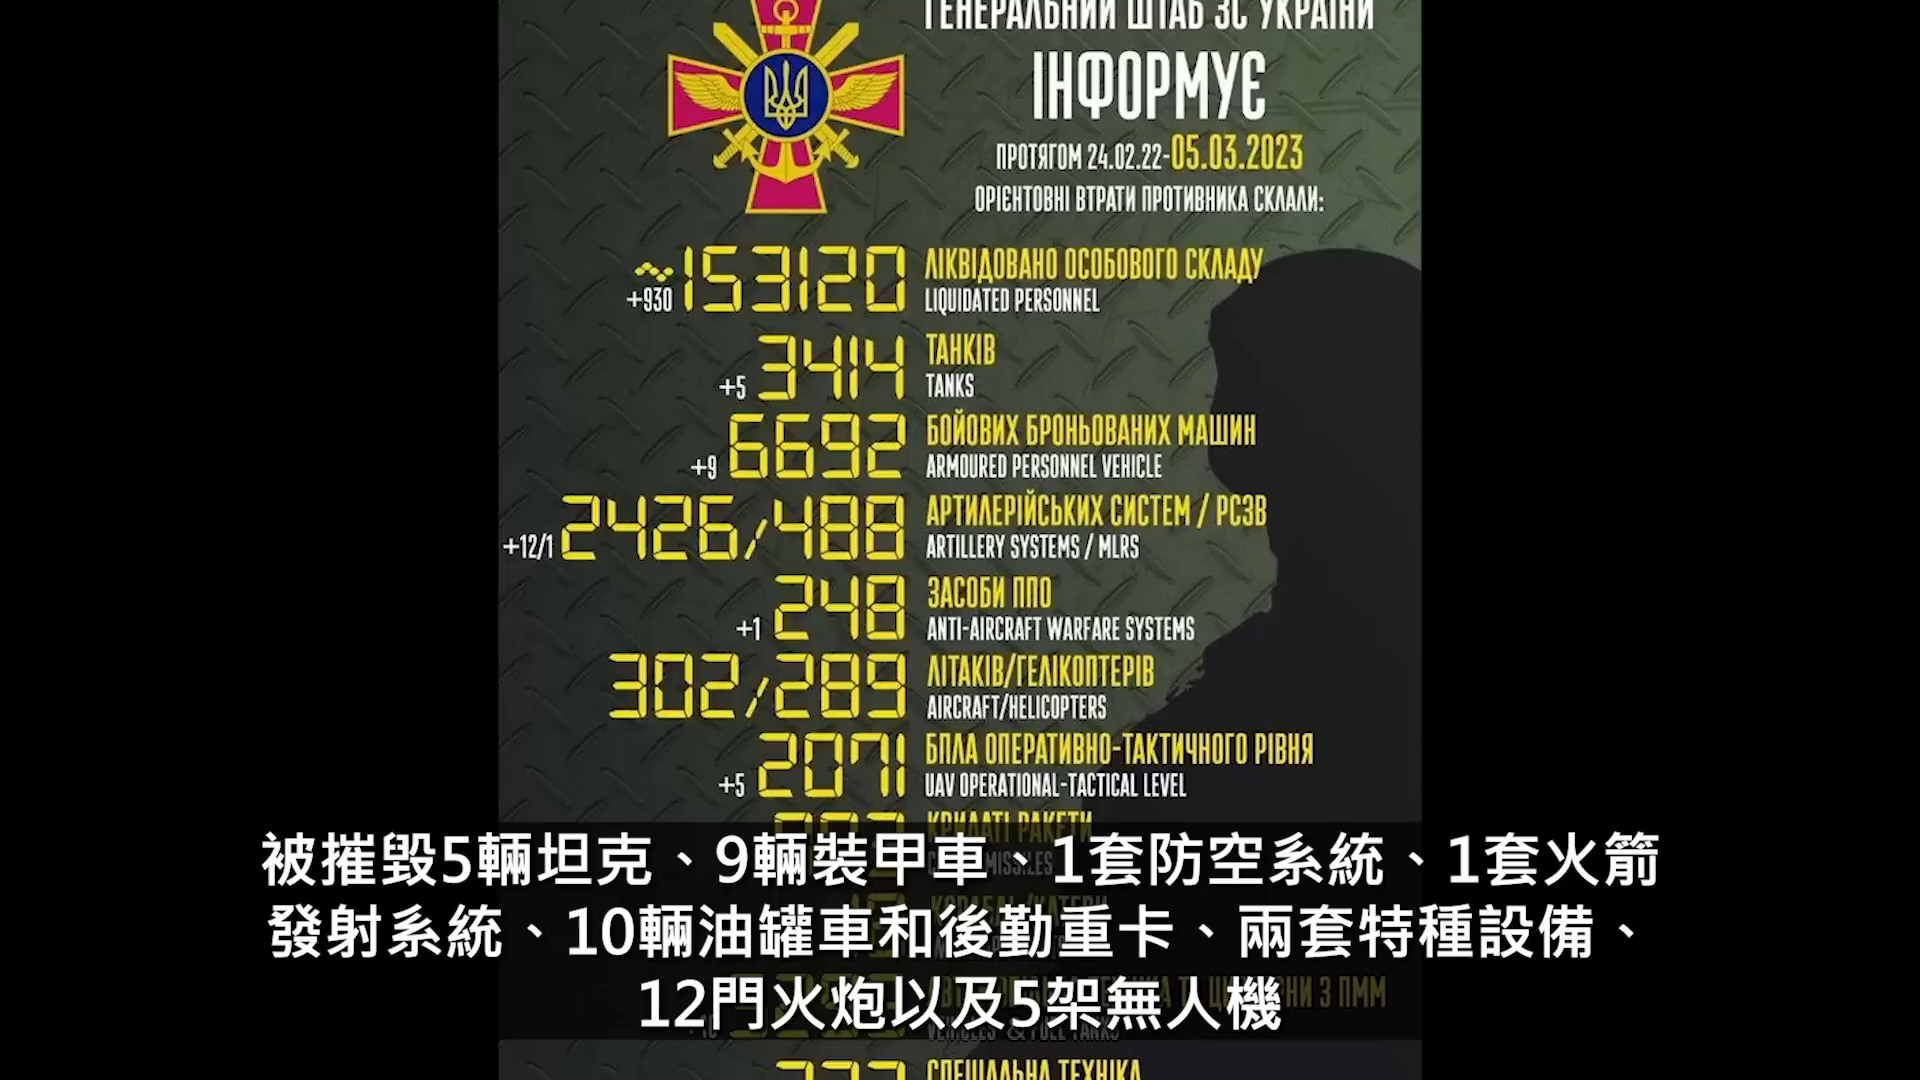 ГЕНЕРАЛЬНИЙ ШТАБ ЗС УКРАЇНИ
ІНФОРМУЄ
ПРОТЯГОМ 24.02.22-05.03.2023
ОРІЄНТОВНІ ВТРАТИ ПРОТИВНИКА СКЛАЛИ:
+930 ~153120 ЛІКВІДОВАНО ОСОБОВОГО СКЛАДУ
LIQUIDATED PERSONNEL
+5 3414 ТАНКІВ
TANKS
+9 6692 БОЙОВИХ БРОНЬОВАНИХ МАШИН
ARMOURED PERSONNEL VEHICLE
+12/1 2426/488 АРТИЛЕРІЙСЬКИХ СИСТЕМ / РСЗВ
ARTILLERY SYSTEMS / MLRS
+1 248 ЗАСОБИ ППО
ANTI-AIRCRAFT WARFARE SYSTEMS
302/289 ЛІТАКІВ/ГЕЛІКОПТЕРІВ
AIRCRAFT/HELICOPTERS
+5 2071 БПЛА ОПЕРАТИВНО-ТАКТИЧНОГО РІВНЯ
UAV OPERATIONAL-TACTICAL LEVEL
КРИЛАТІ РАКЕТИ
被摧毀5輛坦克、9輛裝甲車、1套防空系統、1套火箭
發射系統、10輛油罐車和後勤重卡、兩套特種設備、
12門火炮以及5架無人機
СПЕЦІАЛЬНА ТЕХНІКА